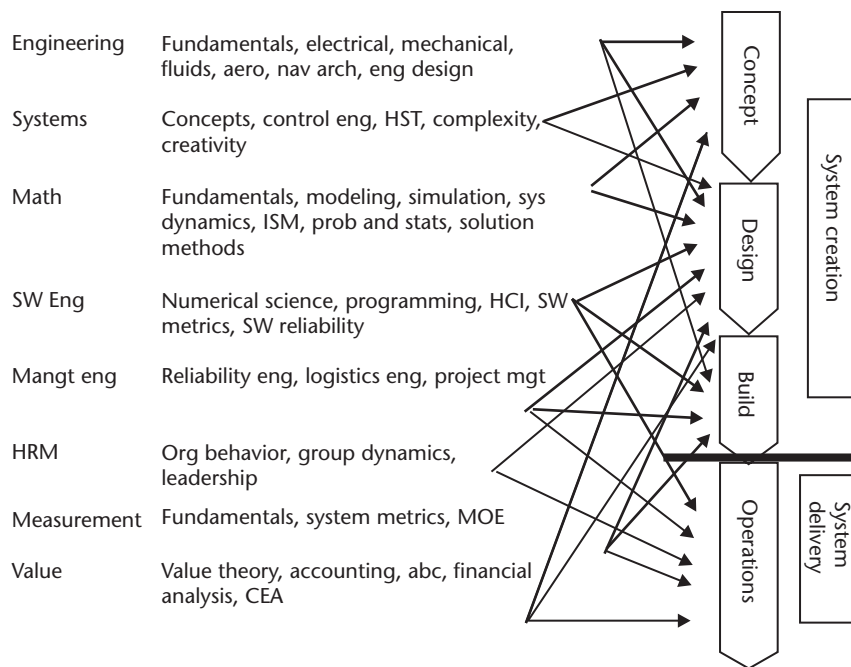 Engineering
Fundamentals, electrical, mechanical,
fluids, aero, nav arch, eng design
Systems
Concepts, control eng, HST, complexity,
creativity
Math
Fundamentals, modeling, simulation, sys
dynamics, ISM, prob and stats, solution
methods
SW Eng
Numerical science, programming, HCI, SW
metrics, SW reliability
Mangt eng
Reliability eng, logistics eng, project mgt
HRM
Org behavior, group dynamics,
leadership
Measurement
Fundamentals, system metrics, MOE
Value
Value theory, accounting, abc, financial
analysis, CEA
Concept
Design
Build
Operations
System creation
System
delivery